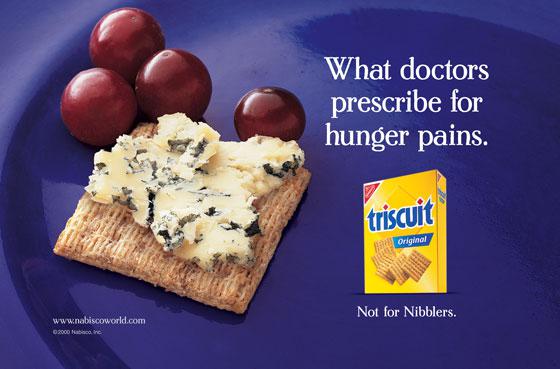 What doctors
prescribe for
hunger pains.
triscuit
Original
Not for Nibblers.
www.nabiscoworld.com
©2000 Nabisco, Inc.